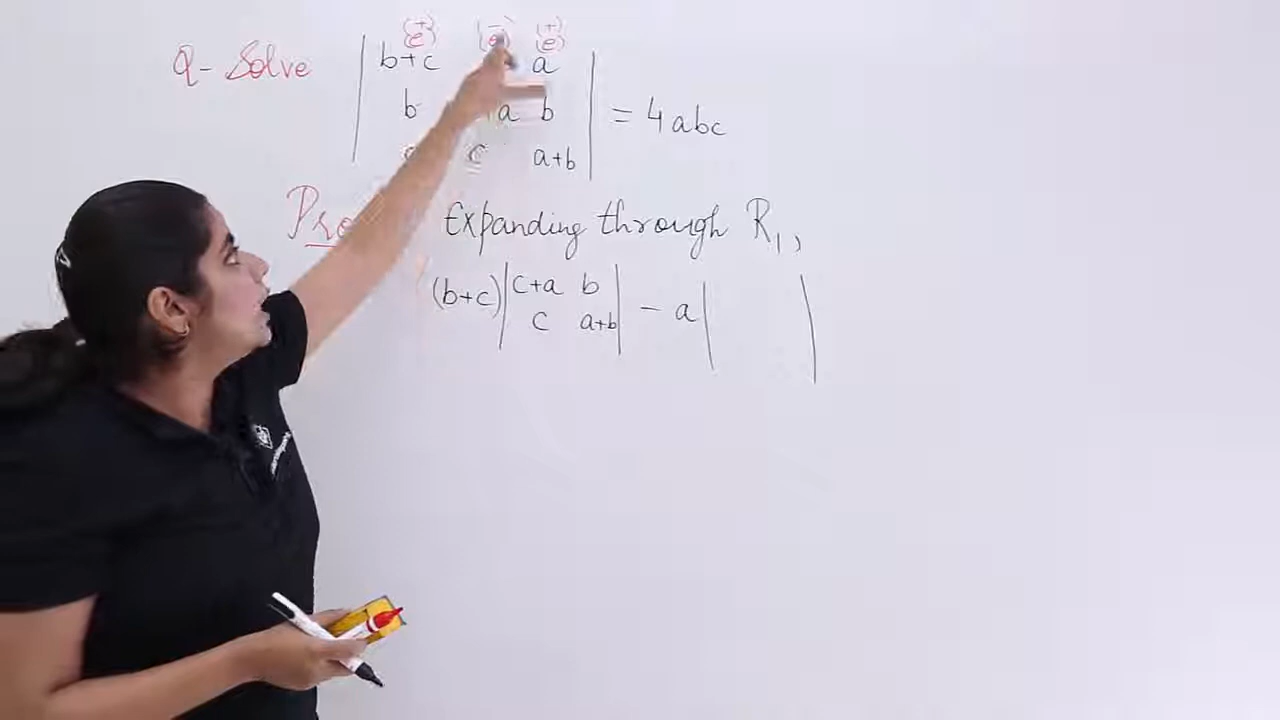 (+ e) (- e) (+ e)
Q- Solve | b+c a |
| b a b | = 4abc
| c a+b |
Expanding through R₁,
(b+c) | c+a b | - a | |
| c a+b |